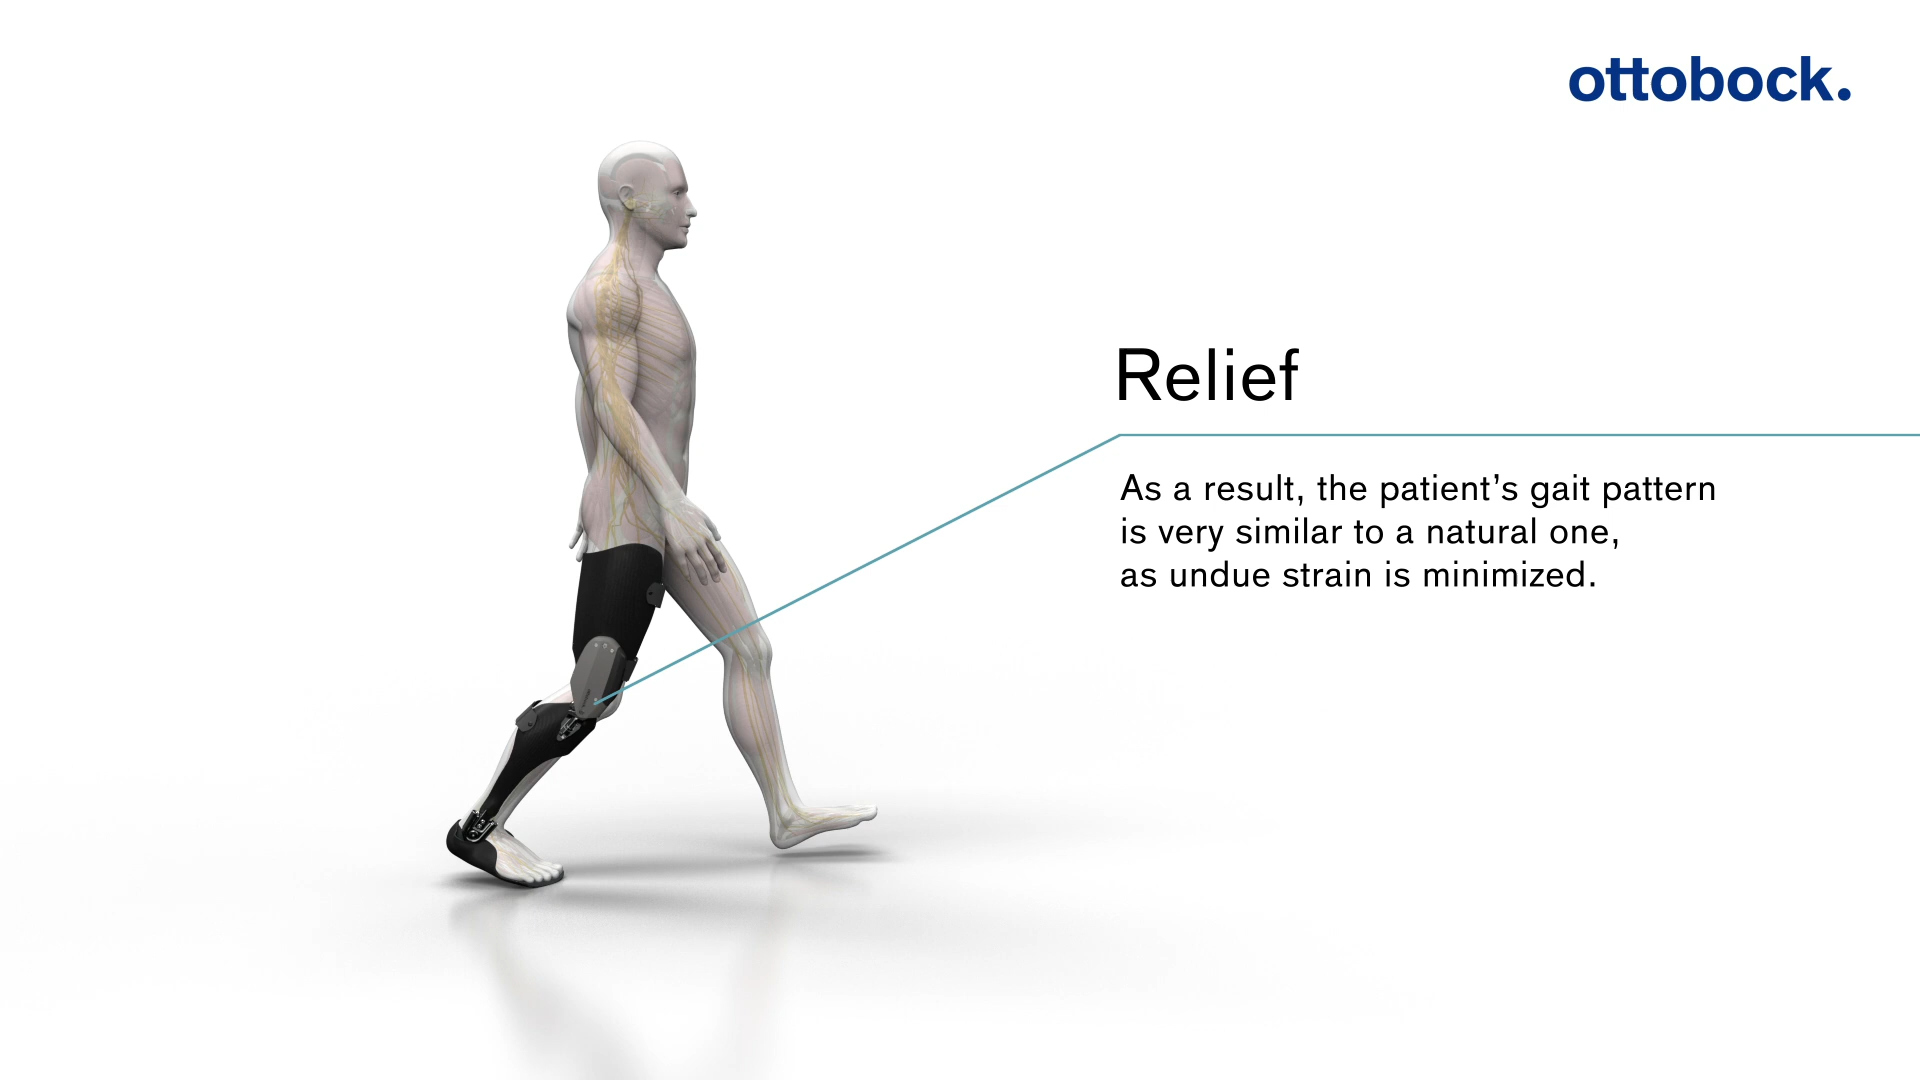 ottobock.
Relief
As a result, the patient’s gait pattern
is very similar to a natural one,
as undue strain is minimized.